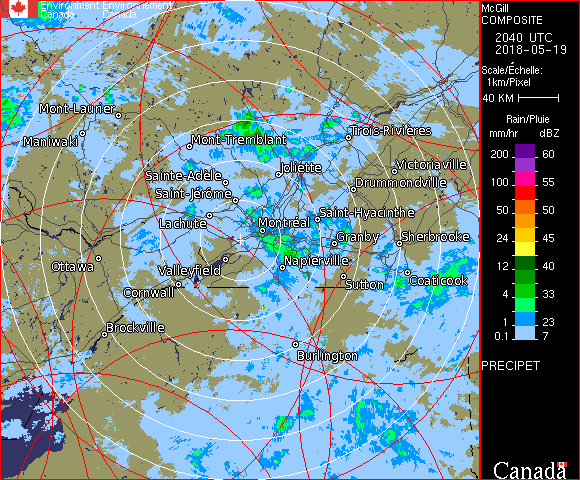 Environment Environnement
Canada Canada
McGill
COMPOSITE
2040 UTC
2018-05-19
Scale/Échelle:
1km/Pixel
40 KM
Rain/Pluie
mm/hr dBZ
200 60
100 55
50 50
24 45
12 40
4 33
1 23
0.1 7
PRECIPET
Canada
Mont-Laurier
Maniwaki
Mont-Tremblant
Trois-Rivières
Joliette
Victoriaville
Sainte-Adèle
Drummondville
Saint-Jérôme
Saint-Hyacinthe
Lachute
Montréal
Granby
Sherbrooke
Ottawa
Valleyfield
Napierville
Cornwall
Sutton
Coaticook
Brockville
Burlington